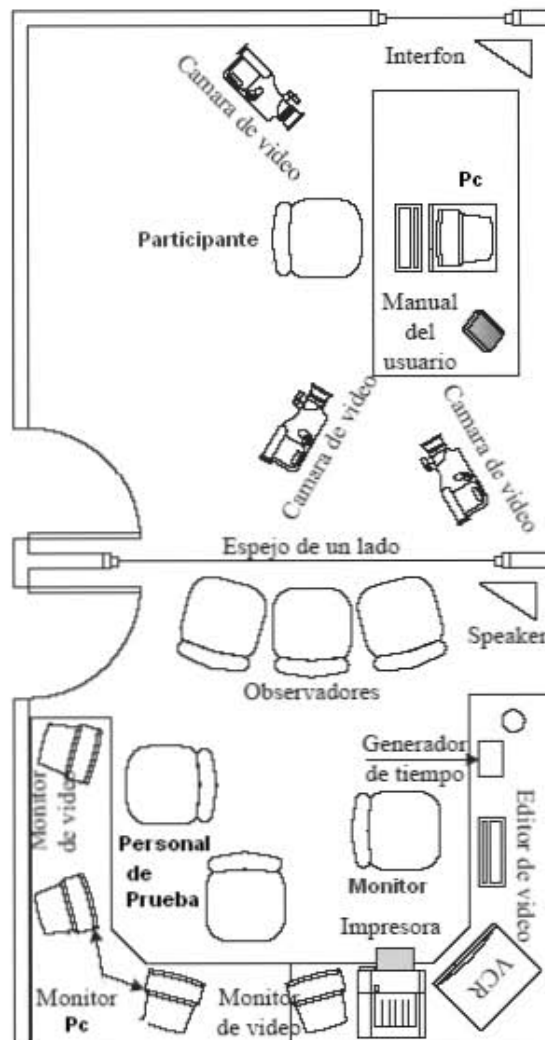 Interfon
Camara de video
Pc
Participante
Manual
del
usuario
Camara de video
Camara de video
Espejo de un lado
Speaker
Observadores
Generador
de tiempo
Monitor
de video
Editor de video
Personal
de
Prueba
Monitor
Impresora
VCR
Monitor
Pc
Monitor
de video